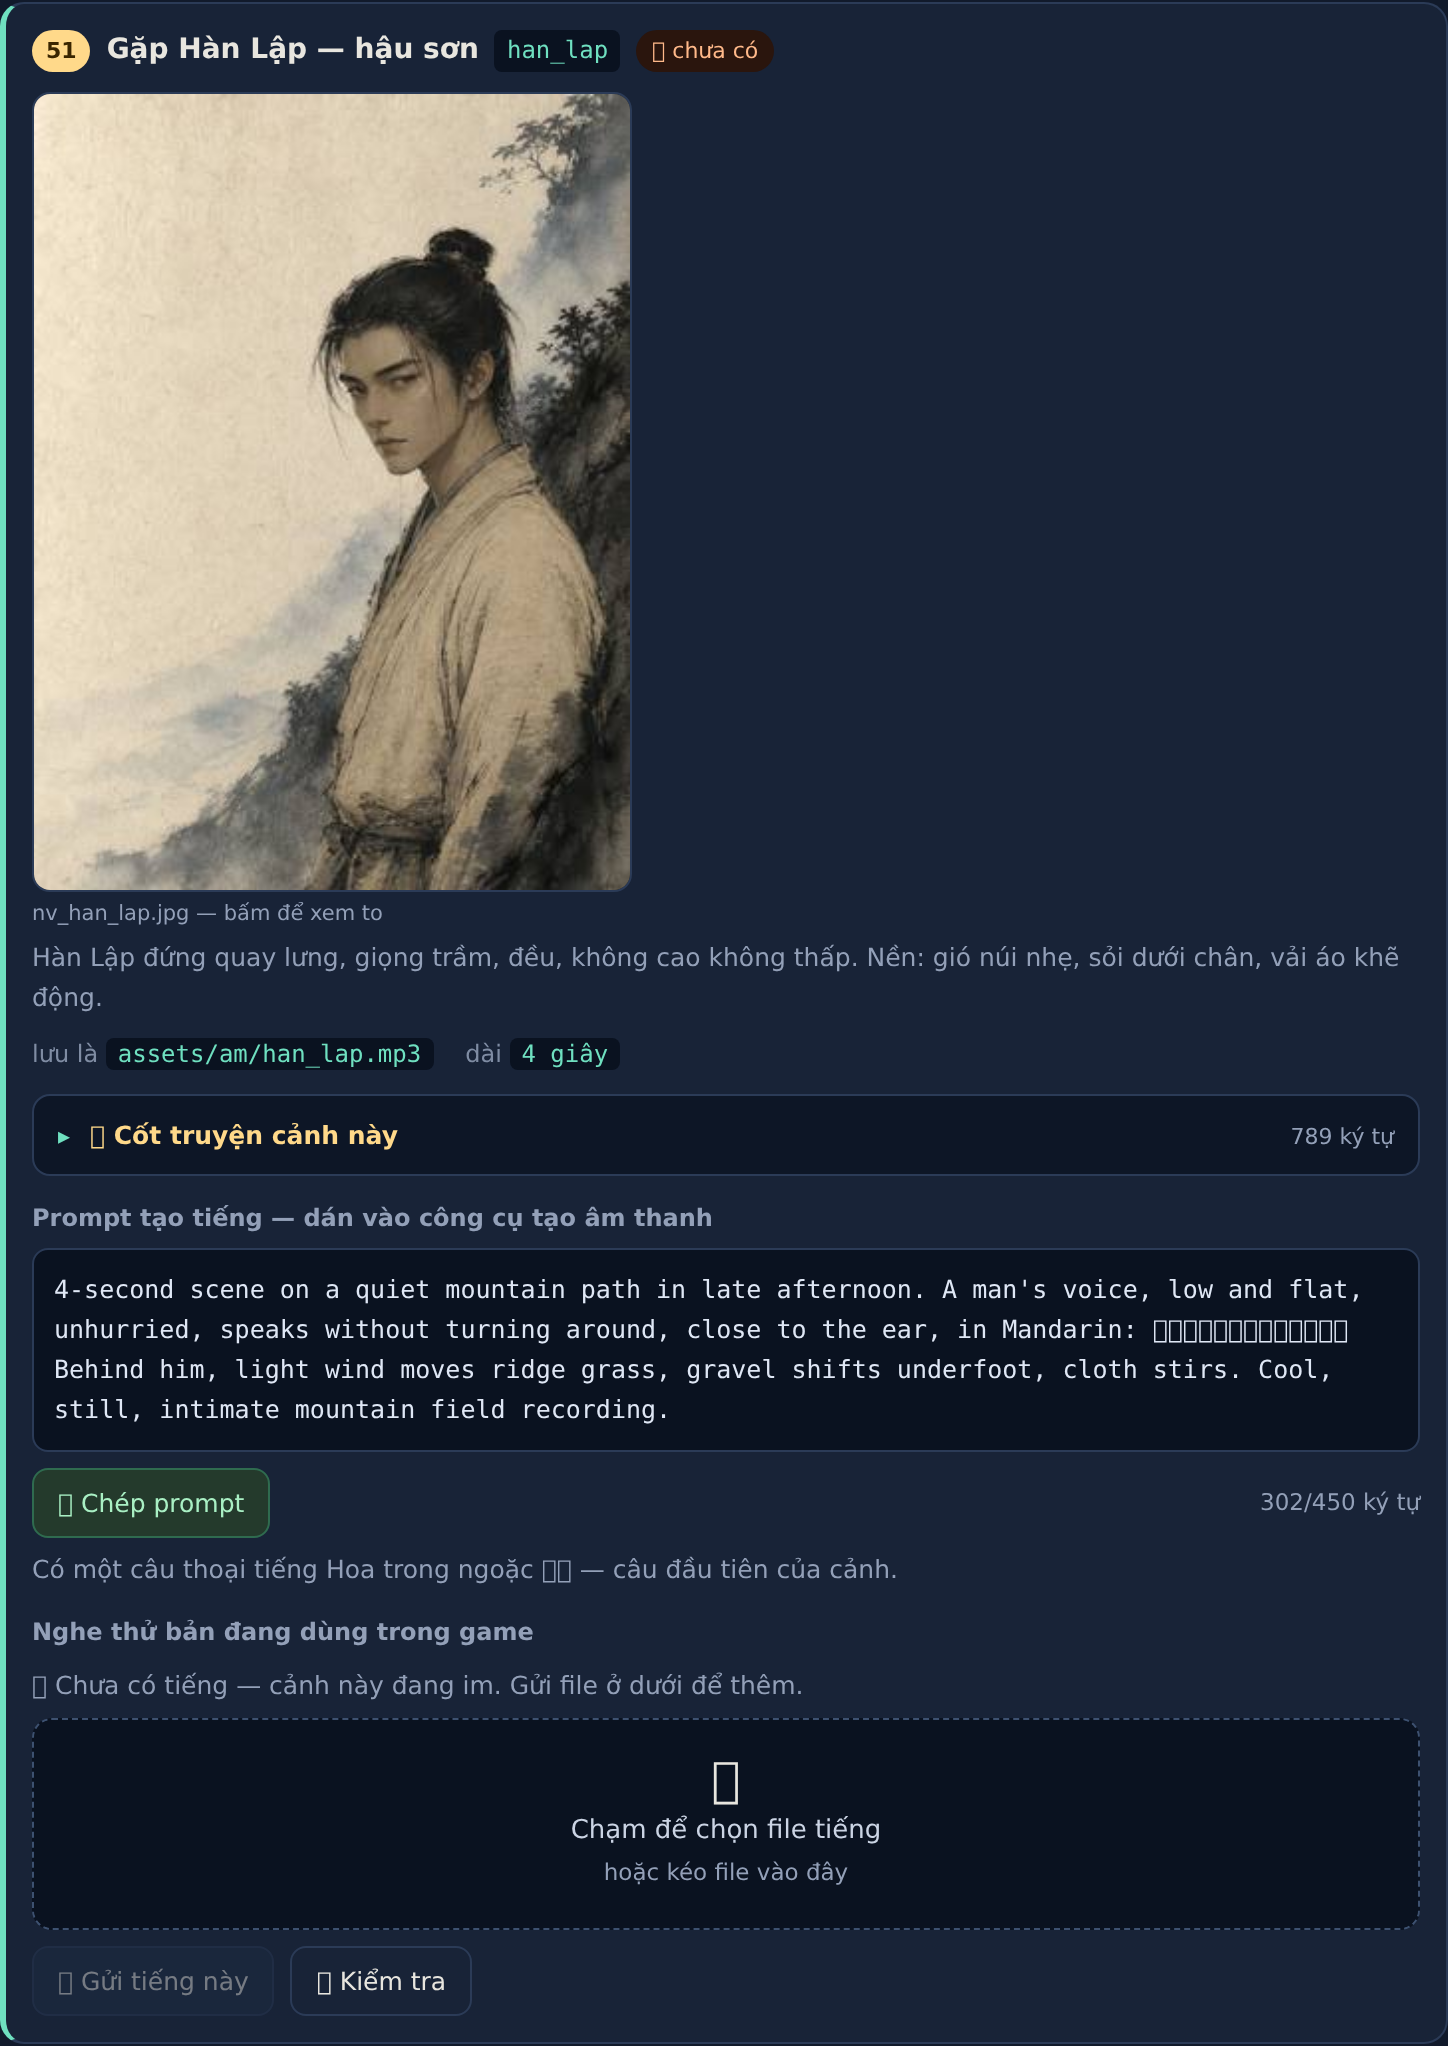 51 Gặp Hàn Lập — hậu sơn han_lap chưa có
nv_han_lap.jpg — bấm để xem to
Hàn Lập đứng quay lưng, giọng trầm, đều, không cao không thấp. Nền: gió núi nhẹ, sỏi dưới chân, vải áo khẽ
động.
lưu là assets/am/han_lap.mp3 dài 4 giây
▸ Cốt truyện cảnh này 789 ký tự
Prompt tạo tiếng — dán vào công cụ tạo âm thanh
4-second scene on a quiet mountain path in late afternoon. A man's voice, low and flat,
unhurried, speaks without turning around, close to the ear, in Mandarin:
Behind him, light wind moves ridge grass, gravel shifts underfoot, cloth stirs. Cool,
still, intimate mountain field recording.
Chép prompt 302/450 ký tự
Có một câu thoại tiếng Hoa trong ngoặc — câu đầu tiên của cảnh.
Nghe thử bản đang dùng trong game
Chưa có tiếng — cảnh này đang im. Gửi file ở dưới để thêm.
Chạm để chọn file tiếng
hoặc kéo file vào đây
Gửi tiếng này Kiểm tra